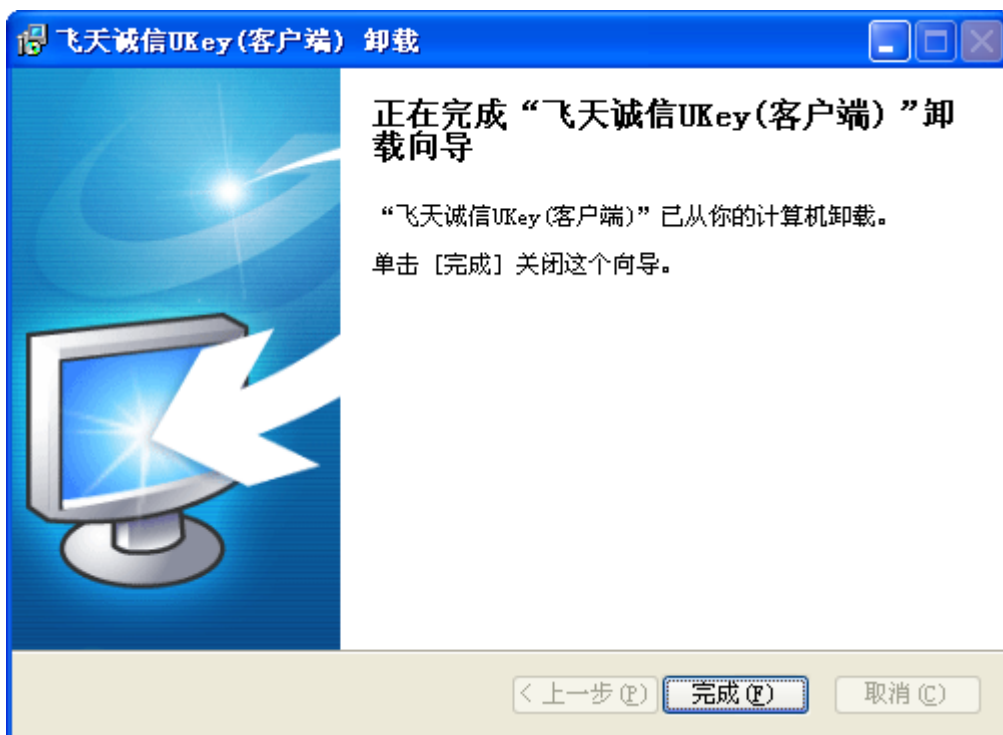 飞天诚信UKey(客户端) 卸载
正在完成“飞天诚信UKey(客户端)”卸
载向导
“飞天诚信UKey(客户端)”已从你的计算机卸载。
单击 [完成] 关闭这个向导。
< 上一步(P) 完成(F) 取消(C)